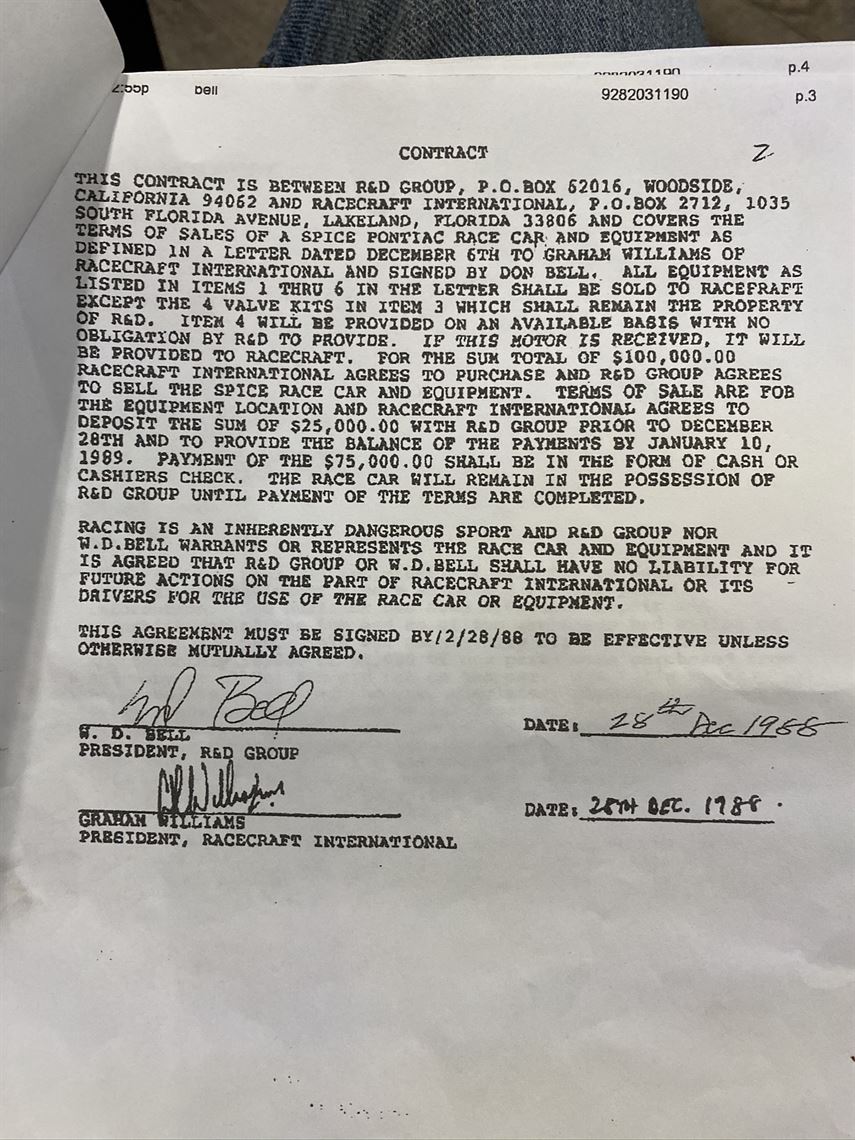 p.4
2:55p bell 9282031190 p.3
CONTRACT 2
THIS CONTRACT IS BETWEEN R&D GROUP, P.O.BOX 62016, WOODSIDE,
CALIFORNIA 94062 AND RACECRAFT INTERNATIONAL, P.O.BOX 2712, 1035
SOUTH FLORIDA AVENUE, LAKELAND, FLORIDA 33806 AND COVERS THE
TERMS OF SALES OF A SPICE PONTIAC RACE CAR AND EQUIPMENT AS
DEFINED IN A LETTER DATED DECEMBER 6TH TO GRAHAM WILLIAMS OF
RACECRAFT INTERNATIONAL AND SIGNED BY DON BELL. ALL EQUIPMENT AS
LISTED IN ITEMS 1 THRU 6 IN THE LETTER SHALL BE SOLD TO RACEFRAFT
EXCEPT THE 4 VALVE KITS IN ITEM 3 WHICH SHALL REMAIN THE PROPERTY
OF R&D. ITEM 4 WILL BE PROVIDED ON AN AVAILABLE BASIS WITH NO
OBLIGATION BY R&D TO PROVIDE. IF THIS MOTOR IS RECEIVED, IT WILL
BE PROVIDED TO RACECRAFT. FOR THE SUM TOTAL OF $100,000.00
RACECRAFT INTERNATIONAL AGREES TO PURCHASE AND R&D GROUP AGREES
TO SELL THE SPICE RACE CAR AND EQUIPMENT. TERMS OF SALE ARE FOB
THE EQUIPMENT LOCATION AND RACECRAFT INTERNATIONAL AGREES TO
DEPOSIT THE SUM OF $25,000.00 WITH R&D GROUP PRIOR TO DECEMBER
28TH AND TO PROVIDE THE BALANCE OF THE PAYMENTS BY JANUARY 10,
1989. PAYMENT OF THE $75,000.00 SHALL BE IN THE FORM OF CASH OR
CASHIERS CHECK. THE RACE CAR WILL REMAIN IN THE POSSESSION OF
R&D GROUP UNTIL PAYMENT OF THE TERMS ARE COMPLETED.
RACING IS AN INHERENTLY DANGEROUS SPORT AND R&D GROUP NOR
W.D.BELL WARRANTS OR REPRESENTS THE RACE CAR AND EQUIPMENT AND IT
IS AGREED THAT R&D GROUP OR W.D.BELL SHALL HAVE NO LIABILITY FOR
FUTURE ACTIONS ON THE PART OF RACECRAFT INTERNATIONAL OR ITS
DRIVERS FOR THE USE OF THE RACE CAR OR EQUIPMENT.
THIS AGREEMENT MUST BE SIGNED BY 12/28/88 TO BE EFFECTIVE UNLESS
OTHERWISE MUTUALLY AGREED.
WD Bell DATE: 28th Dec 1988
W. D. BELL
PRESIDENT, R&D GROUP
Williams DATE: 28TH DEC. 1988.
GRAHAM WILLIAMS
PRESIDENT, RACECRAFT INTERNATIONAL